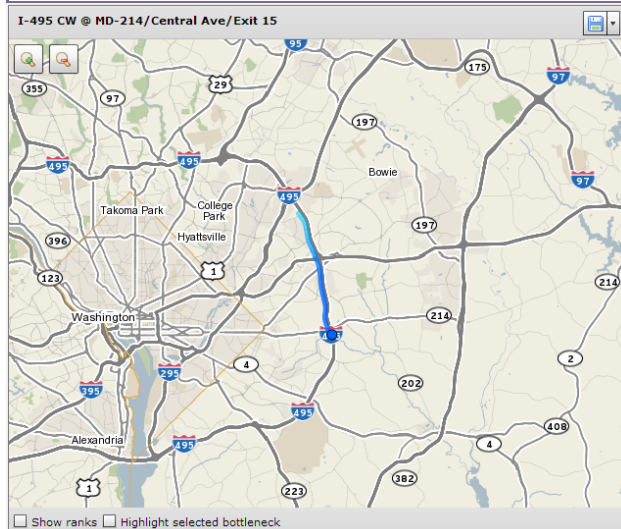 I-495 CW @ MD-214/Central Ave/Exit 15
95
355
29
175
97
97
197
495
495
Bowie
97
495
Takoma Park
College
Park
197
396
Hyattsville
1
123
214
Washington
214
4
2
295
202
395
495
408
Alexandria
495
4
382
1
223
Show ranks
Highlight selected bottleneck